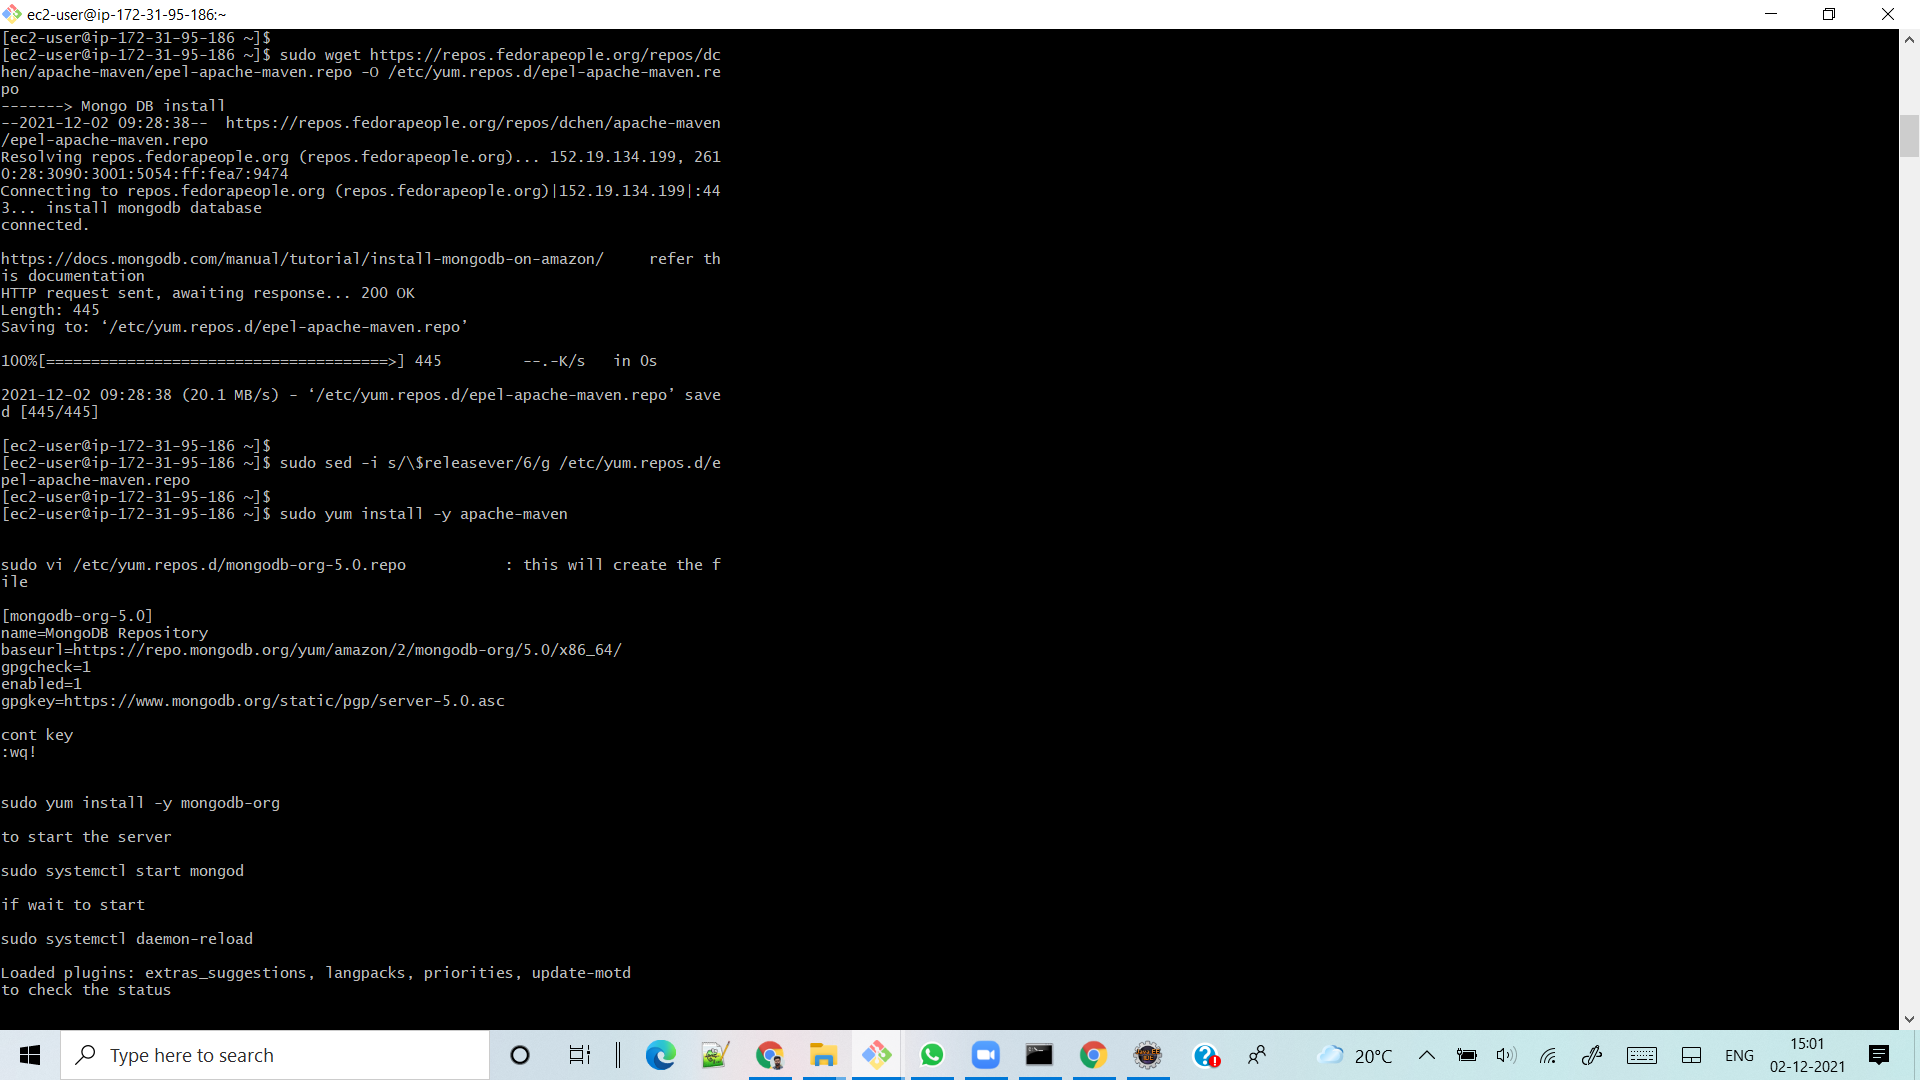 ec2-user@ip-172-31-95-186:~
[ec2-user@ip-172-31-95-186 ~]$
[ec2-user@ip-172-31-95-186 ~]$ sudo wget https://repos.fedorapeople.org/repos/dc
hen/apache-maven/epel-apache-maven.repo -O /etc/yum.repos.d/epel-apache-maven.re
po
-------> Mongo DB install
--2021-12-02 09:28:38--  https://repos.fedorapeople.org/repos/dchen/apache-maven
/epel-apache-maven.repo
Resolving repos.fedorapeople.org (repos.fedorapeople.org)... 152.19.134.199, 261
0:28:3090:3001:5054:ff:fea7:9474
Connecting to repos.fedorapeople.org (repos.fedorapeople.org)|152.19.134.199|:44
3... install mongodb database
connected.
https://docs.mongodb.com/manual/tutorial/install-mongodb-on-amazon/     refer th
is documentation
HTTP request sent, awaiting response... 200 OK
Length: 445
Saving to: ‘/etc/yum.repos.d/epel-apache-maven.repo’
100%[======================================>] 445         --.-K/s   in 0s
2021-12-02 09:28:38 (20.1 MB/s) - ‘/etc/yum.repos.d/epel-apache-maven.repo’ save
d [445/445]
[ec2-user@ip-172-31-95-186 ~]$
[ec2-user@ip-172-31-95-186 ~]$ sudo sed -i s/\$releasever/6/g /etc/yum.repos.d/e
pel-apache-maven.repo
[ec2-user@ip-172-31-95-186 ~]$
[ec2-user@ip-172-31-95-186 ~]$ sudo yum install -y apache-maven
sudo vi /etc/yum.repos.d/mongodb-org-5.0.repo           : this will create the f
ile
[mongodb-org-5.0]
name=MongoDB Repository
baseurl=https://repo.mongodb.org/yum/amazon/2/mongodb-org/5.0/x86_64/
gpgcheck=1
enabled=1
gpgkey=https://www.mongodb.org/static/pgp/server-5.0.asc
cont key
:wq!
sudo yum install -y mongodb-org
to start the server
sudo systemctl start mongod
if wait to start
sudo systemctl daemon-reload
Loaded plugins: extras_suggestions, langpacks, priorities, update-motd
to check the status
Type here to search
20°C
ENG
15:01
02-12-2021